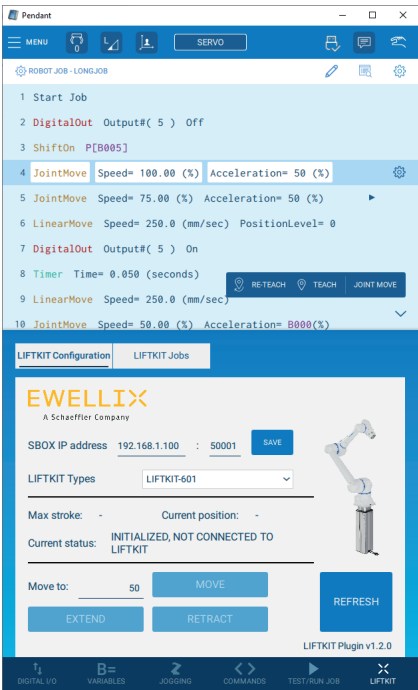 Pendant
MENU
0
SERVO
ROBOT JOB - LONGJOB
1 Start Job
2 DigitalOut Output#( 5 ) Off
3 ShiftOn P[B005]
4 JointMove Speed= 100.00 (%) Acceleration= 50 (%)
5 JointMove Speed= 75.00 (%) Acceleration= 50 (%)
6 LinearMove Speed= 250.0 (mm/sec) PositionLevel= 0
7 DigitalOut Output#( 5 ) On
8 Timer Time= 0.050 (seconds)
RE-TEACH TEACH JOINT MOVE
9 LinearMove Speed= 250.0 (mm/sec)
10 JointMove Speed= 50.00 (%) Acceleration= B000(%)
LIFTKIT Configuration LIFTKIT Jobs
EWELLIX
A Schaeffler Company
SBOX IP address 192.168.1.100 : 50001 SAVE
LIFTKIT Types LIFTKIT-601
Max stroke: - Current position: -
Current status: INITIALIZED, NOT CONNECTED TO
LIFTKIT
Move to: 50 MOVE
REFRESH
EXTEND RETRACT
LIFTKIT Plugin v1.2.0
DIGITAL I/O VARIABLES JOGGING COMMANDS TEST/RUN JOB LIFTKIT